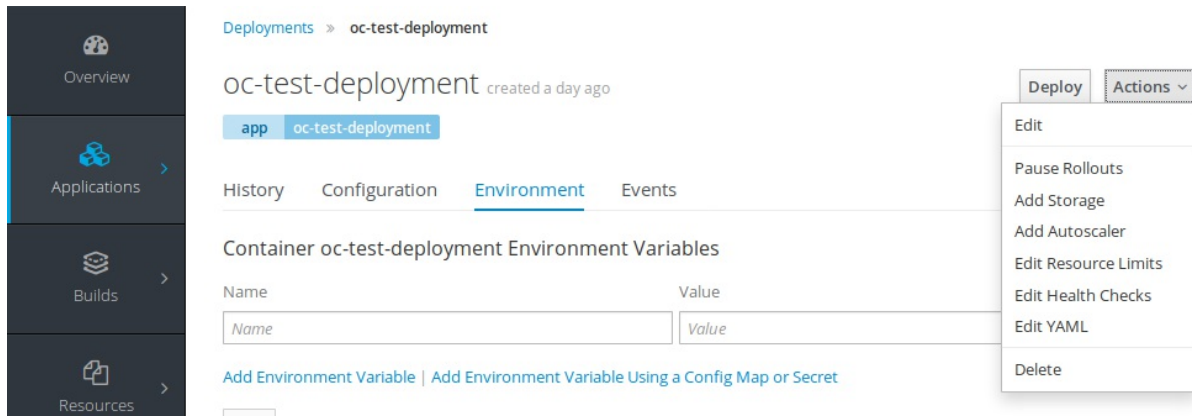 Deployments » oc-test-deployment
Overview
oc-test-deployment created a day ago
Deploy
Actions
app oc-test-deployment
Edit
Applications
Pause Rollouts
History Configuration Environment Events
Add Storage
Add Autoscaler
Container oc-test-deployment Environment Variables
Edit Resource Limits
Builds
Name Value
Edit Health Checks
Name Value
Edit YAML
Add Environment Variable | Add Environment Variable Using a Config Map or Secret
Delete
Resources